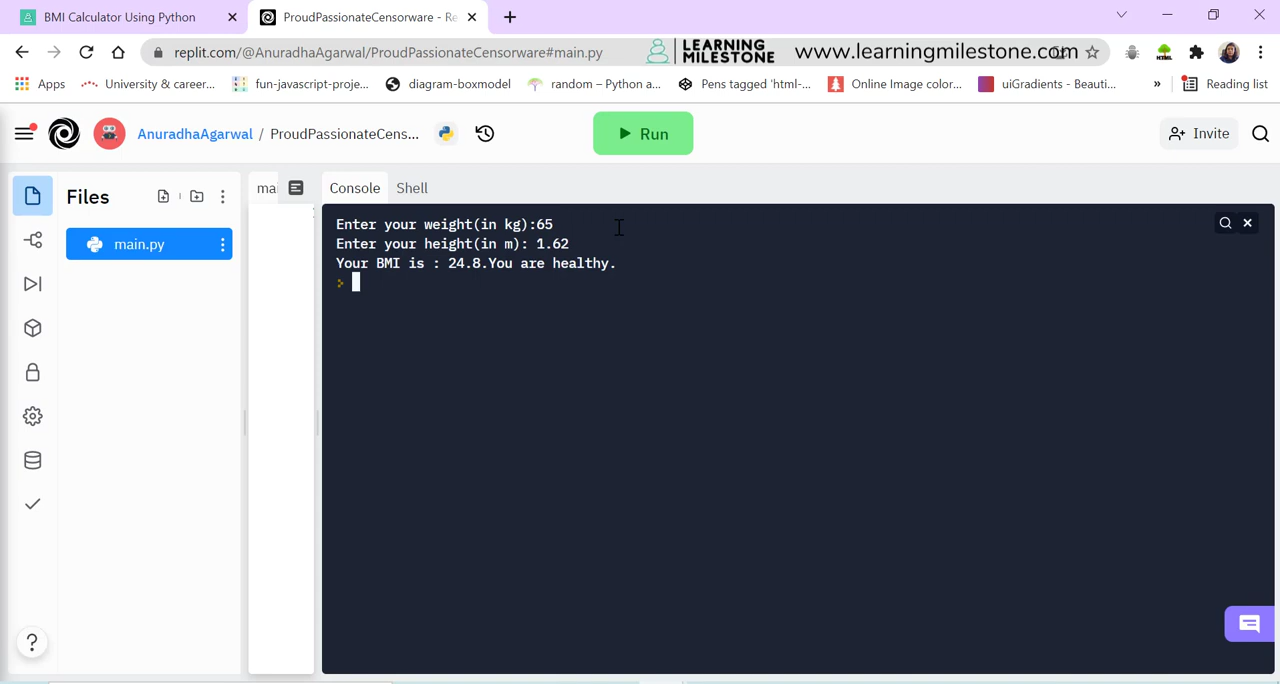 BMI Calculator Using Python
ProudPassionateCensorware - Re
replit.com/@AnuradhaAgarwal/ProudPassionateCensorware#main.py
LEARNING
MILESTONE
www.learningmilestone.com
HTML
Apps
University & career...
fun-javascript-proje...
diagram-boxmodel
random – Python a...
Pens tagged 'html-...
Online Image color...
uiGradients - Beauti...
»
Reading list
AnuradhaAgarwal / ProudPassionateCens...
Run
Invite
Files
main.py
mai
Console
Shell
Enter your weight(in kg):65
Enter your height(in m): 1.62
Your BMI is : 24.8.You are healthy.
?